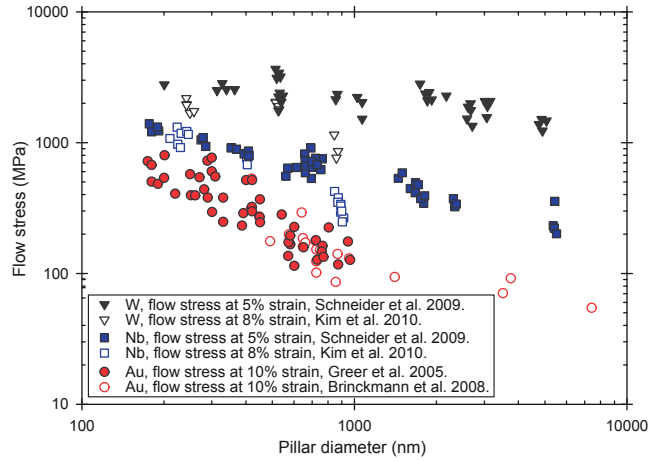 10000
1000
100
10
Flow stress (MPa)
W, flow stress at 5% strain, Schneider et al. 2009.
W, flow stress at 8% strain, Kim et al. 2010.
Nb, flow stress at 5% strain, Schneider et al. 2009.
Nb, flow stress at 8% strain, Kim et al. 2010.
Au, flow stress at 10% strain, Greer et al. 2005.
Au, flow stress at 10% strain, Brinckmann et al. 2008.
100 1000 10000
Pillar diameter (nm)